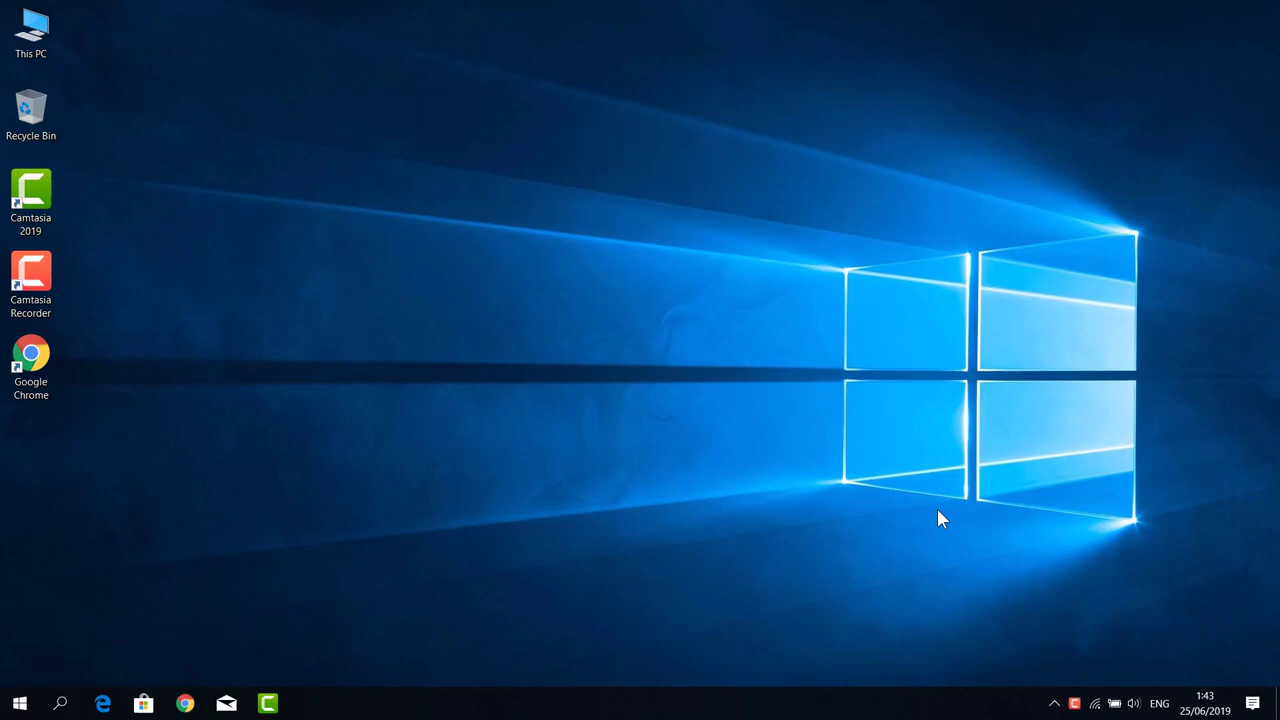 This PC
Recycle Bin
Camtasia
2019
Camtasia
Recorder
Google
Chrome
ENG
1:43
25/06/2019